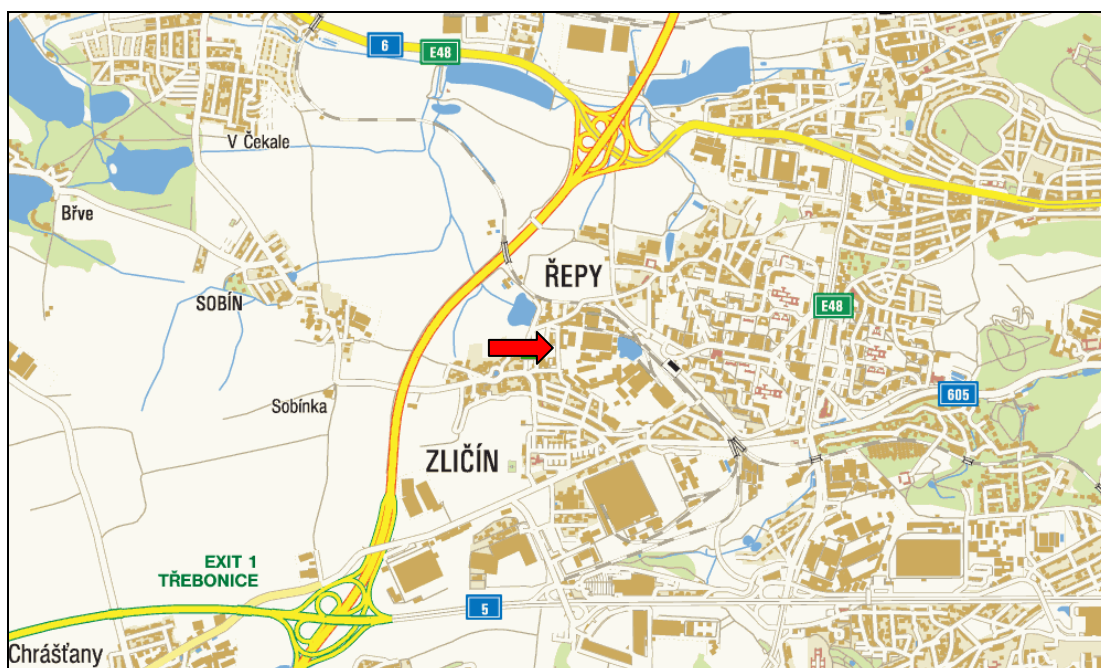 6
E48
V Čekale
Břve
ŘEPY
SOBÍN
E48
605
Sobínka
ZLIČÍN
EXIT 1
TŘEBONICE
5
Chrášťany